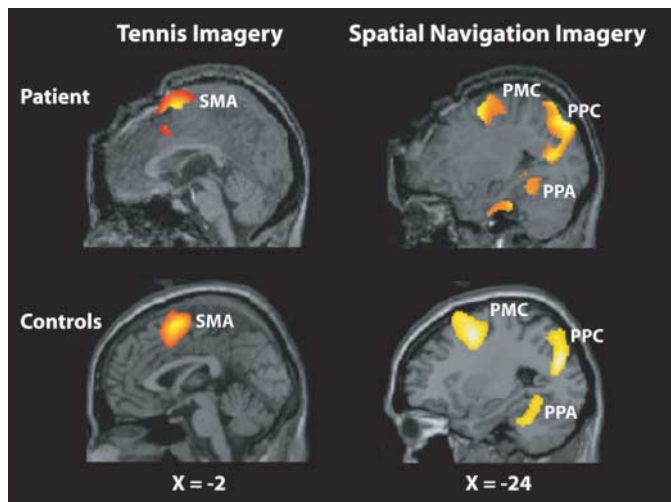 Tennis Imagery
Spatial Navigation Imagery
Patient
SMA
PMC
PPC
PPA
Controls
SMA
PMC
PPC
PPA
X = -2
X = -24